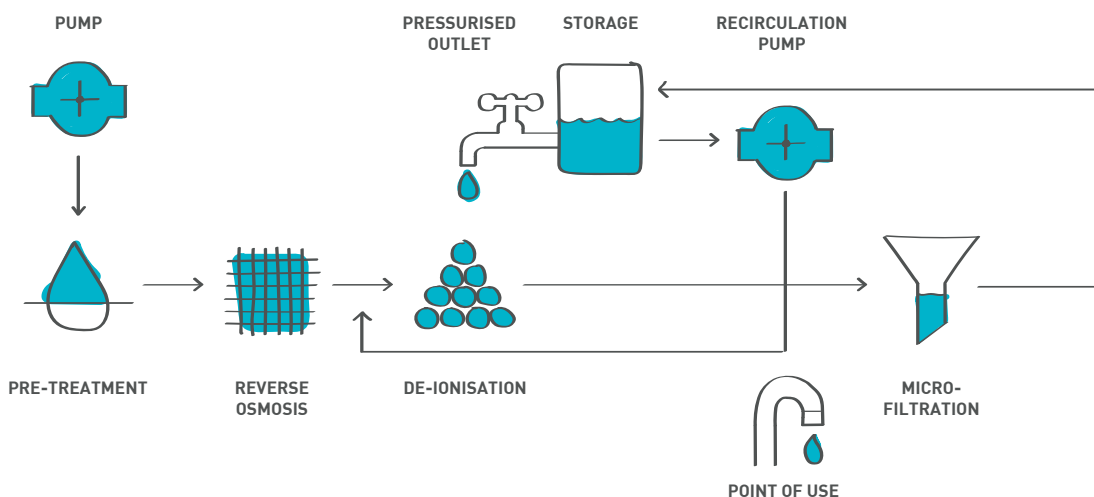 PUMP
PRESSURISED
OUTLET
STORAGE
RECIRCULATION
PUMP
PRE-TREATMENT
REVERSE
OSMOSIS
DE-IONISATION
MICRO-
FILTRATION
POINT OF USE